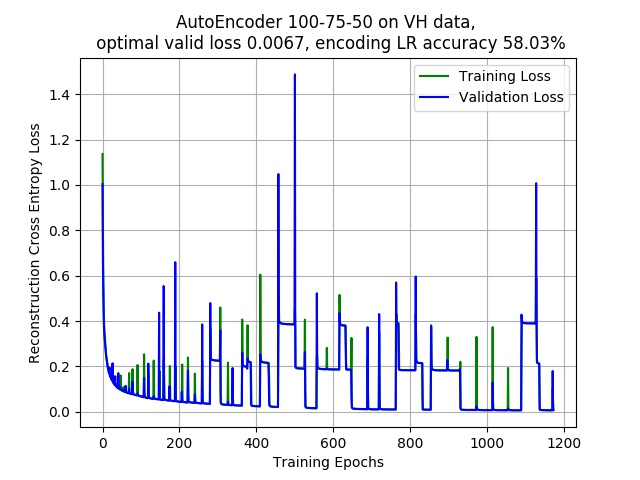 AutoEncoder 100-75-50 on VH data,
optimal valid loss 0.0067, encoding LR accuracy 58.03%
Training Loss
Validation Loss
Reconstruction Cross Entropy Loss
1.4
1.2
1.0
0.8
0.6
0.4
0.2
0.0
0 200 400 600 800 1000 1200
Training Epochs